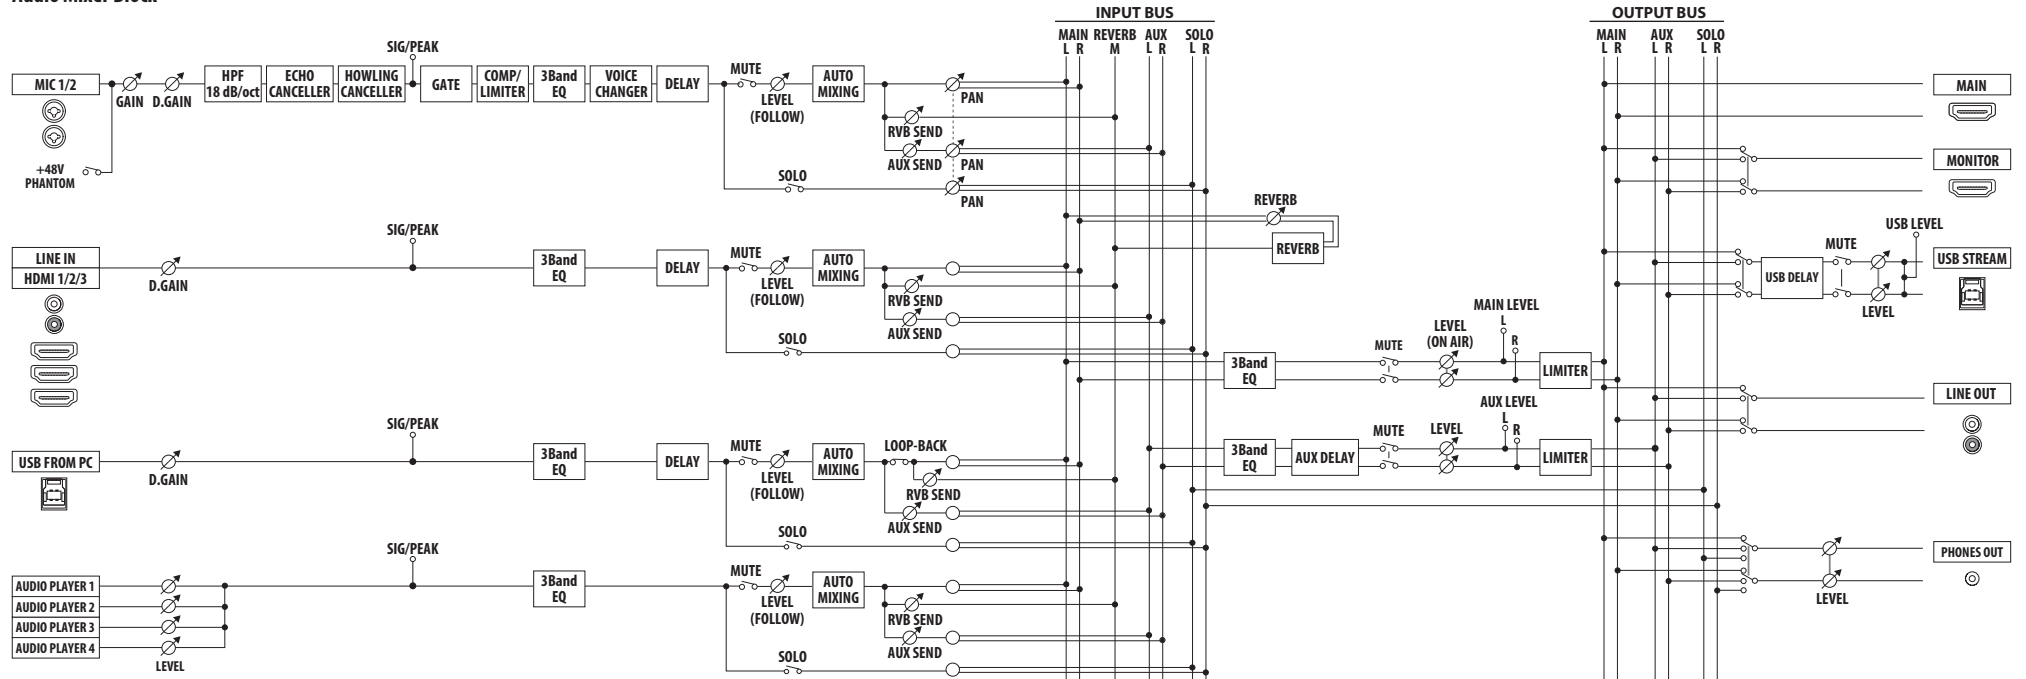 Audio Mixer Block
INPUT BUS
MAIN REVERB AUX SOLO
L R M L R L R
OUTPUT BUS
MAIN AUX SOLO
L R L R L R
MIC 1/2
GAIN
D.GAIN
HPF
18 dB/oct
ECHO
CANCELLER
HOWLING
CANCELLER
SIG/PEAK
GATE
COMP/
LIMITER
3Band
EQ
VOICE
CHANGER
DELAY
MUTE
LEVEL
(FOLLOW)
AUTO
MIXING
PAN
RVB SEND
AUX SEND
PAN
SOLO
PAN
+48V
PHANTOM
LINE IN
HDMI 1/2/3
D.GAIN
SIG/PEAK
3Band
EQ
DELAY
MUTE
LEVEL
(FOLLOW)
AUTO
MIXING
RVB SEND
AUX SEND
SOLO
USB FROM PC
D.GAIN
SIG/PEAK
3Band
EQ
DELAY
MUTE
LEVEL
(FOLLOW)
AUTO
MIXING
LOOP-BACK
RVB SEND
AUX SEND
SOLO
AUDIO PLAYER 1
AUDIO PLAYER 2
AUDIO PLAYER 3
AUDIO PLAYER 4
LEVEL
SIG/PEAK
3Band
EQ
MUTE
LEVEL
(FOLLOW)
AUTO
MIXING
RVB SEND
AUX SEND
SOLO
REVERB
REVERB
3Band
EQ
MUTE
LEVEL
(ON AIR)
MAIN LEVEL
L
R
LIMITER
3Band
EQ
AUX DELAY
MUTE
LEVEL
AUX LEVEL
L
R
LIMITER
MAIN
MONITOR
USB DELAY
MUTE
USB LEVEL
LEVEL
USB STREAM
LINE OUT
PHONES OUT
LEVEL